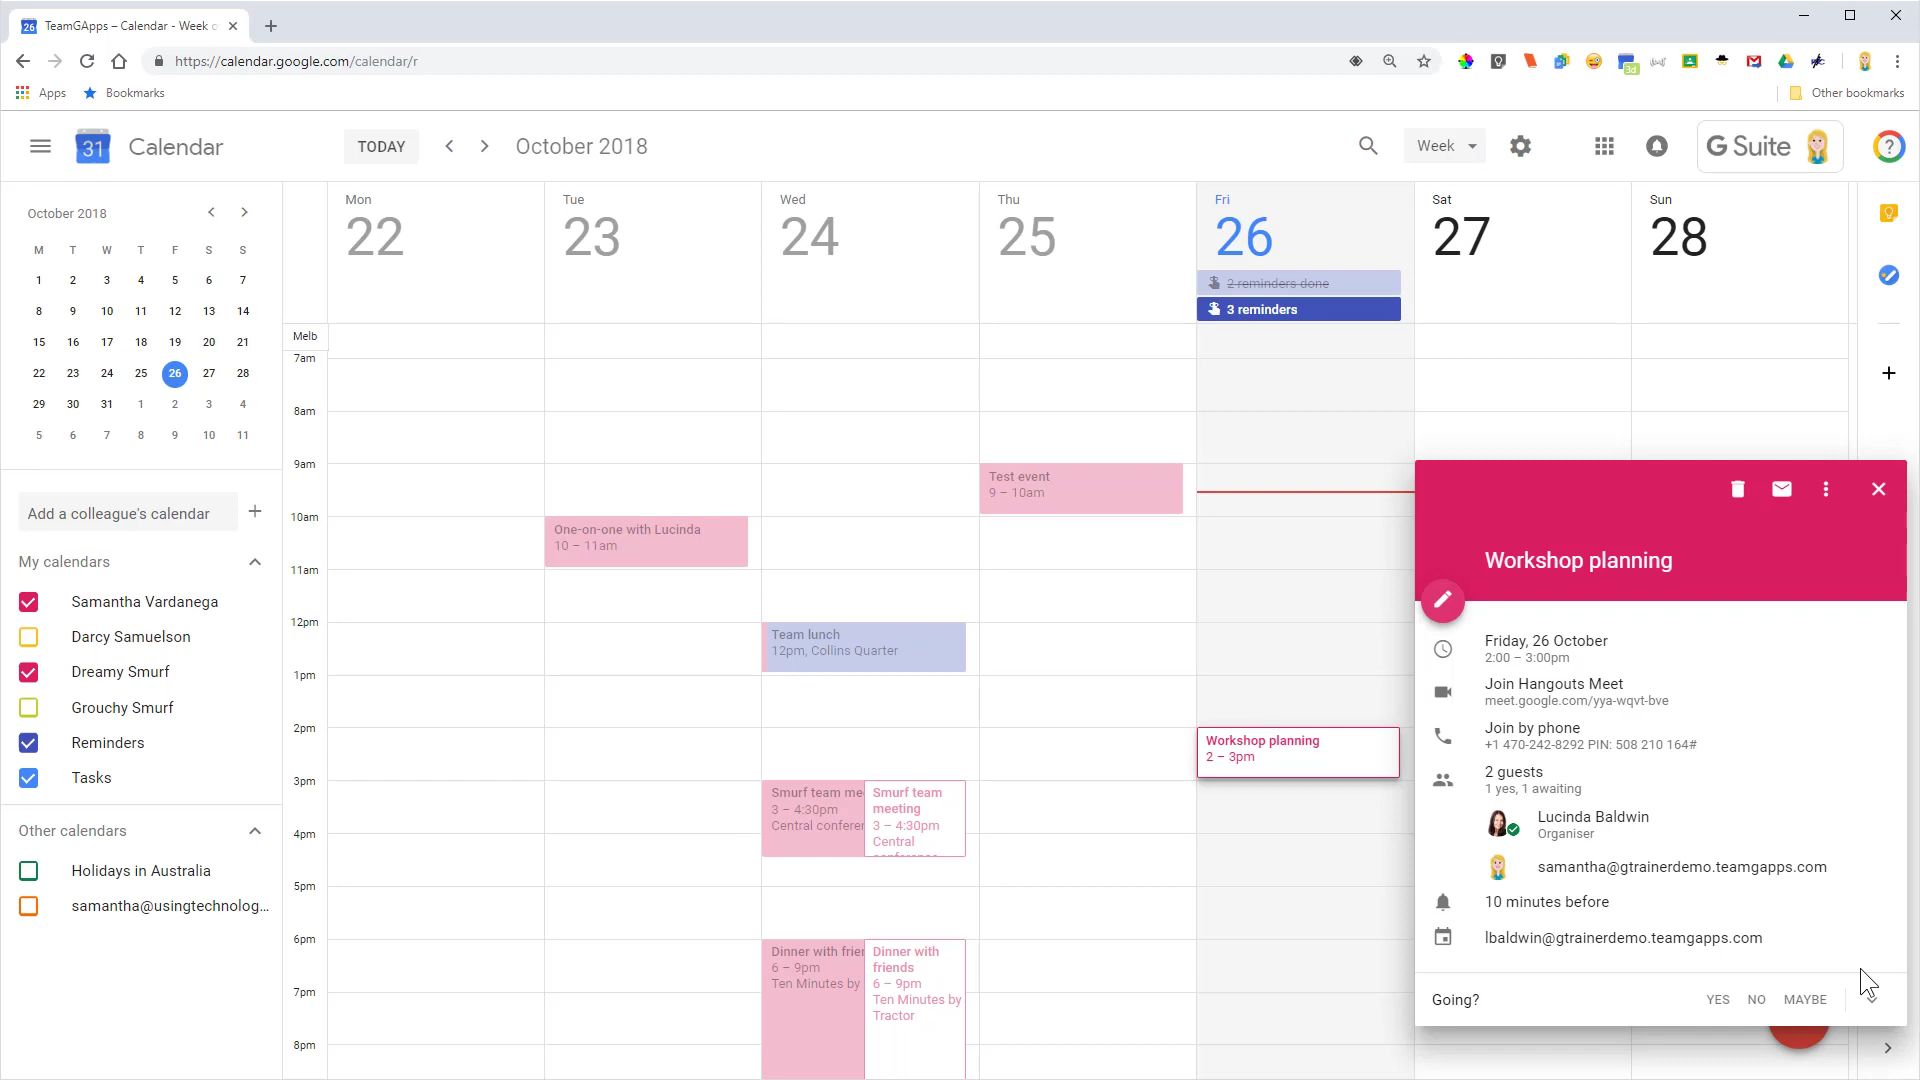 TeamGApps – Calendar - Week o
https://calendar.google.com/calendar/r
3d
Apps
Bookmarks
Other bookmarks
31
Calendar
TODAY
October 2018
Week
G Suite
?
October 2018
M T W T F S S
1 2 3 4 5 6 7
8 9 10 11 12 13 14
15 16 17 18 19 20 21
22 23 24 25 26 27 28
29 30 31 1 2 3 4
5 6 7 8 9 10 11
Add a colleague's calendar
My calendars
Samantha Vardanega
Darcy Samuelson
Dreamy Smurf
Grouchy Smurf
Reminders
Tasks
Other calendars
Holidays in Australia
samantha@usingtechnolog...
Mon Tue Wed Thu Fri Sat Sun
22 23 24 25 26 27 28
2 reminders done
3 reminders
Melb
7am
8am
9am
10am
11am
12pm
1pm
2pm
3pm
4pm
5pm
6pm
7pm
8pm
One-on-one with Lucinda
10 – 11am
Team lunch
12pm, Collins Quarter
Smurf team me
3 – 4:30pm
Central conferen
Smurf team
meeting
3 – 4:30pm
Central
conference
Dinner with frien
6 – 9pm
Ten Minutes by
Dinner with
friends
6 – 9pm
Ten Minutes by
Tractor
Test event
9 – 10am
Workshop planning
2 – 3pm
Workshop planning
Friday, 26 October
2:00 – 3:00pm
Join Hangouts Meet
meet.google.com/yya-wqvt-bve
Join by phone
+1 470-242-8292 PIN: 508 210 164#
2 guests
1 yes, 1 awaiting
Lucinda Baldwin
Organiser
samantha@gtrainerdemo.teamgapps.com
10 minutes before
lbaldwin@gtrainerdemo.teamgapps.com
Going?
YES NO MAYBE